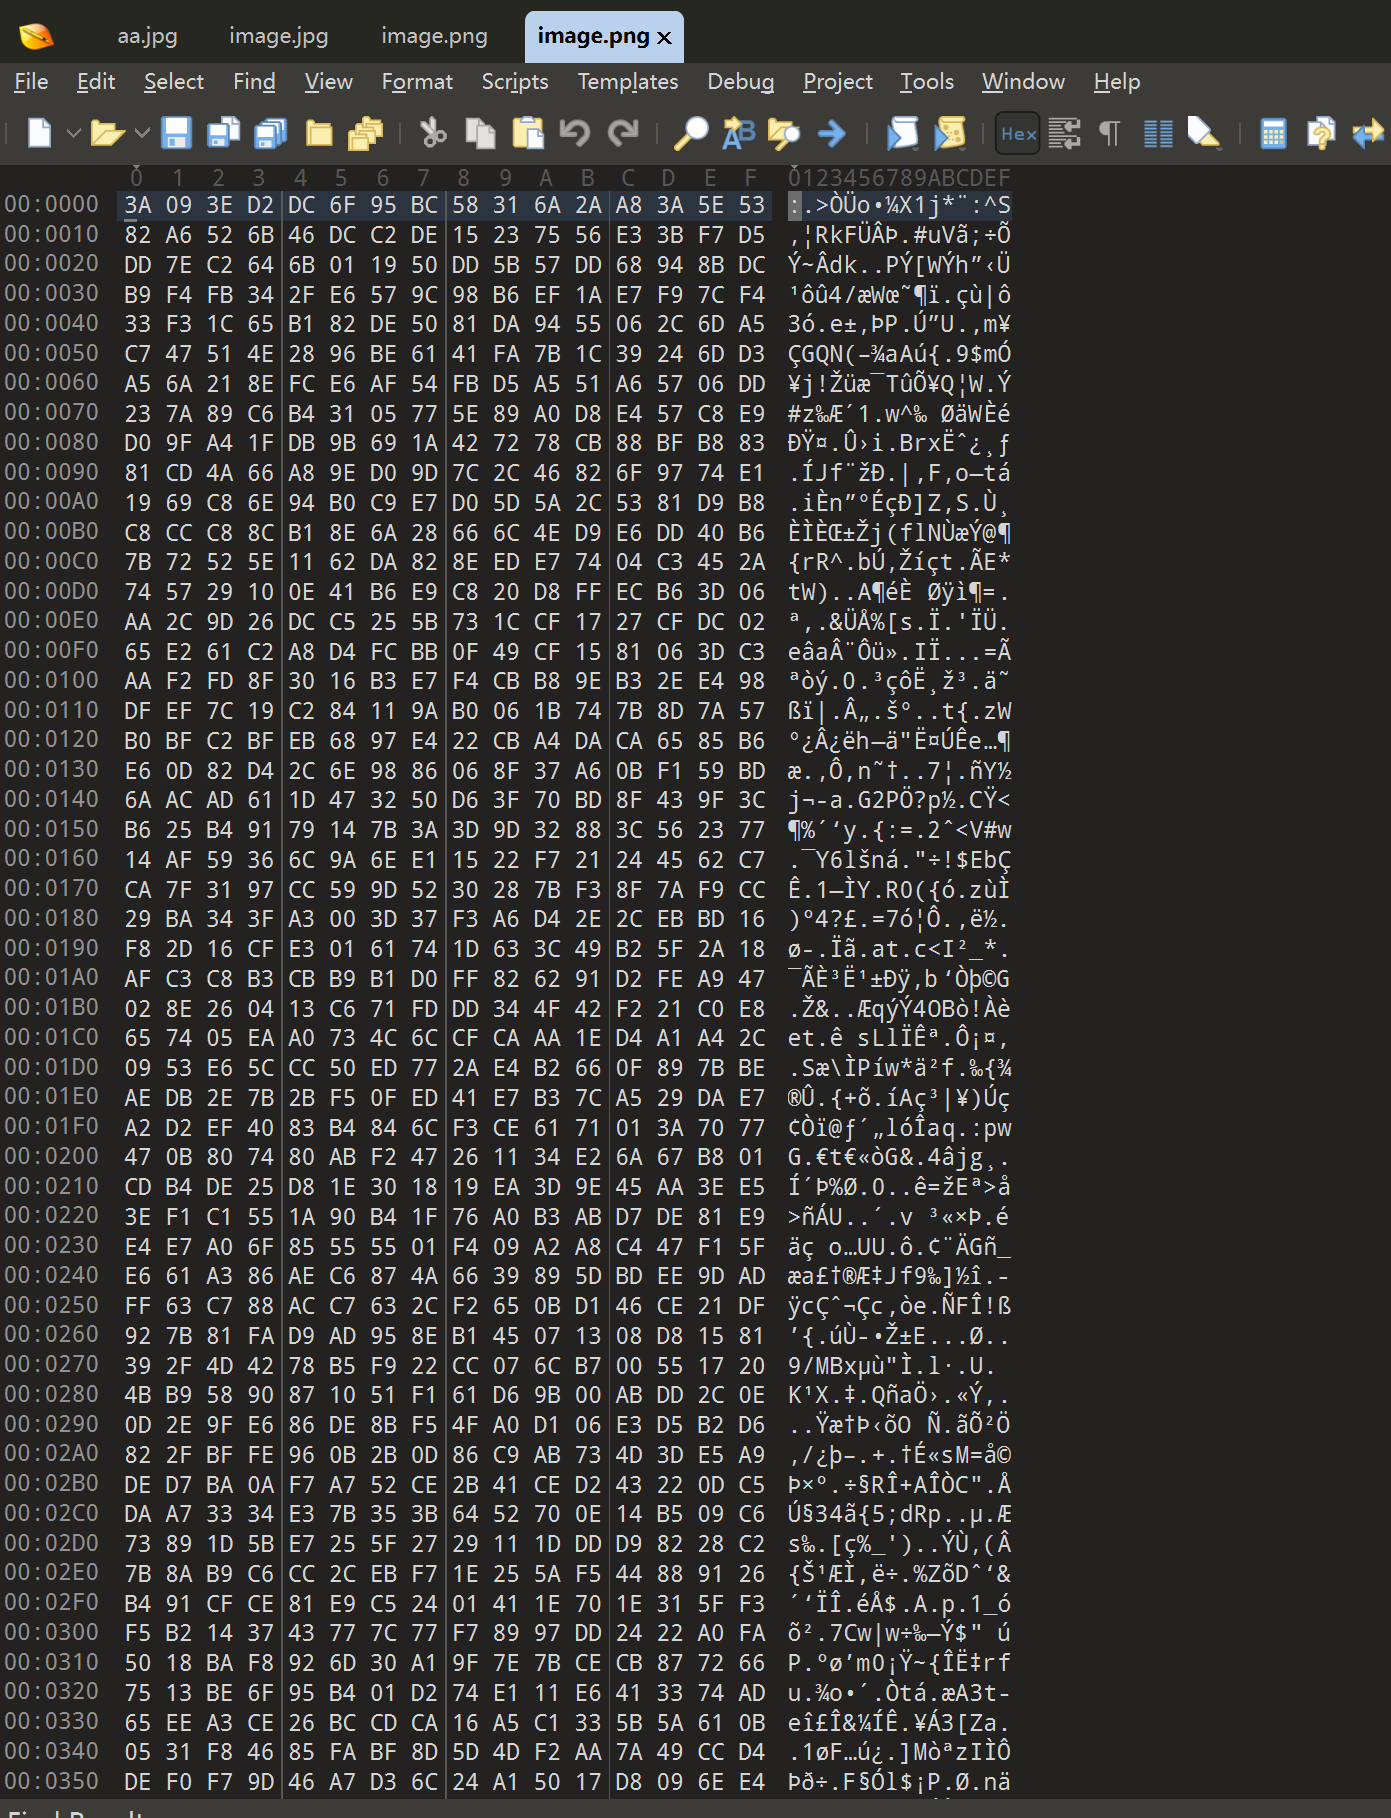 aa.jpg image.jpg image.png image.png ×
File Edit Select Find View Format Scripts Templates Debug Project Tools Window Help
Hex
0 1 2 3 4 5 6 7 8 9 A B C D E F 0123456789ABCDEF
00:0000 3A 09 3E D2 DC 6F 95 BC 58 31 6A 2A A8 3A 5E 53 :.>ÒÜo•¼X1j*¨:^S
00:0010 82 A6 52 6B 46 DC C2 DE 15 23 75 56 E3 3B F7 D5 ‚¦RkFÜÂÞ.#uVã;÷Õ
00:0020 DD 7E C2 64 6B 01 19 50 DD 5B 57 DD 68 94 8B DC Ý~Âdk..PÝ[WÝh”‹Ü
00:0030 B9 F4 FB 34 2F E6 57 9C 98 B6 EF 1A E7 F9 7C F4 ¹ôû4/æWœ˜¶ï.çù|ô
00:0040 33 F3 1C 65 B1 82 DE 50 81 DA 94 55 06 2C 6D A5 3ó.e±‚ÞP.Ú”U.,m¥
00:0050 C7 47 51 4E 28 96 BE 61 41 FA 7B 1C 39 24 6D D3 ÇGQN(–¾aAú{.9$mÓ
00:0060 A5 6A 21 8E FC E6 AF 54 FB D5 A5 51 A6 57 06 DD ¥j!Žüæ¯TûÕ¥Q¦W.Ý
00:0070 23 7A 89 C6 B4 31 05 77 5E 89 A0 D8 E4 57 C8 E9 #z‰Æ´1.w^‰ ØäWÈé
00:0080 D0 9F A4 1F DB 9B 69 1A 42 72 78 CB 88 BF B8 83 ÐŸ¤.Û›i.BrxËˆ¿¸ƒ
00:0090 81 CD 4A 66 A8 9E D0 9D 7C 2C 46 82 6F 97 74 E1 .ÍJf¨žÐ.|,F‚o—tá
00:00A0 19 69 C8 6E 94 B0 C9 E7 D0 5D 5A 2C 53 81 D9 B8 .iÈn”°ÉçÐ]Z,S.Ù¸
00:00B0 C8 CC C8 8C B1 8E 6A 28 66 6C 4E D9 E6 DD 40 B6 ÈÌÈŒ±Žj(flNÙæÝ@¶
00:00C0 7B 72 52 5E 11 62 DA 82 8E ED E7 74 04 C3 45 2A {rR^.bÚ‚Žíçt.ÃE*
00:00D0 74 57 29 10 0E 41 B6 E9 C8 20 D8 FF EC B6 3D 06 tW)..A¶éÈ Øÿì¶=.
00:00E0 AA 2C 9D 26 DC C5 25 5B 73 1C CF 17 27 CF DC 02 ª,.&ÜÅ%[s.Ï.'ÏÜ.
00:00F0 65 E2 61 C2 A8 D4 FC BB 0F 49 CF 15 81 06 3D C3 eâaÂ¨Ôü».IÏ...=Ã
00:0100 AA F2 FD 8F 30 16 B3 E7 F4 CB B8 9E B3 2E E4 98 ªòý.0.³çôË¸ž³.ä˜
00:0110 DF EF 7C 19 C2 84 11 9A B0 06 1B 74 7B 8D 7A 57 ßï|.Â„.š°..t{.zW
00:0120 B0 BF C2 BF EB 68 97 E4 22 CB A4 DA CA 65 85 B6 °¿Â¿ëh—ä"Ë¤ÚÊe…¶
00:0130 E6 0D 82 D4 2C 6E 98 86 06 8F 37 A6 0B F1 59 BD æ.‚Ô,n˜†..7¦.ñY½
00:0140 6A AC AD 61 1D 47 32 50 D6 3F 70 BD 8F 43 9F 3C j¬-a.G2PÖ?p½.CŸ<
00:0150 B6 25 B4 91 79 14 7B 3A 3D 9D 32 88 3C 56 23 77 ¶%´‘y.{:=.2ˆ<V#w
00:0160 14 AF 59 36 6C 9A 6E E1 15 22 F7 21 24 45 62 C7 .¯Y6lšná."÷!$EbÇ
00:0170 CA 7F 31 97 CC 59 9D 52 30 28 7B F3 8F 7A F9 CC Ê.1—ÌY.R0({ó.zùÌ
00:0180 29 BA 34 3F A3 00 3D 37 F3 A6 D4 2E 2C EB BD 16 )º4?£.=7ó¦Ô.,ë½.
00:0190 F8 2D 16 CF E3 01 61 74 1D 63 3C 49 B2 5F 2A 18 ø-.Ïã.at.c<I²_*.
00:01A0 AF C3 C8 B3 CB B9 B1 D0 FF 82 62 91 D2 FE A9 47 ¯ÃÈ³Ë¹±Ðÿ‚b‘Òþ©G
00:01B0 02 8E 26 04 13 C6 71 FD DD 34 4F 42 F2 21 C0 E8 .Ž&..ÆqýÝ4OBò!Àè
00:01C0 65 74 05 EA A0 73 4C 6C CF CA AA 1E D4 A1 A4 2C et.ê sLlÏÊª.Ô¡¤,
00:01D0 09 53 E6 5C CC 50 ED 77 2A E4 B2 66 0F 89 7B BE .Sæ\ÌPíw*ä²f.‰{¾
00:01E0 AE DB 2E 7B 2B F5 0F ED 41 E7 B3 7C A5 29 DA E7 ®Û.{+õ.íAç³|¥)Úç
00:01F0 A2 D2 EF 40 83 B4 84 6C F3 CE 61 71 01 3A 70 77 ¢Òï@ƒ´„lóÎaq.:pw
00:0200 47 0B 80 74 80 AB F2 47 26 11 34 E2 6A 67 B8 01 G.€t€«òG&.4âjg¸.
00:0210 CD B4 DE 25 D8 1E 30 18 19 EA 3D 9E 45 AA 3E E5 Í´Þ%Ø.0..ê=žEª>å
00:0220 3E F1 C1 55 1A 90 B4 1F 76 A0 B3 AB D7 DE 81 E9 >ñÁU..´.v ³«×Þ.é
00:0230 E4 E7 A0 6F 85 55 55 01 F4 09 A2 A8 C4 47 F1 5F äç o…UU.ô.¢¨ÄGñ_
00:0240 E6 61 A3 86 AE C6 87 4A 66 39 89 5D BD EE 9D AD æa£†®Æ‡Jf9‰]½î.-
00:0250 FF 63 C7 88 AC C7 63 2C F2 65 0B D1 46 CE 21 DF ÿcÇˆ¬Çc,òe.ÑFÎ!ß
00:0260 92 7B 81 FA D9 AD 95 8E B1 45 07 13 08 D8 15 81 ’{.úÙ-•Ž±E...Ø..
00:0270 39 2F 4D 42 78 B5 F9 22 CC 07 6C B7 00 55 17 20 9/MBxµù"Ì.l·.U.
00:0280 4B B9 58 90 87 10 51 F1 61 D6 9B 00 AB DD 2C 0E K¹X.‡.QñaÖ›.«Ý,.
00:0290 0D 2E 9F E6 86 DE 8B F5 4F A0 D1 06 E3 D5 B2 D6 ..Ÿæ†Þ‹õO Ñ.ãÕ²Ö
00:02A0 82 2F BF FE 96 0B 2B 0D 86 C9 AB 73 4D 3D E5 A9 ‚/¿þ–.+.†É«sM=å©
00:02B0 DE D7 BA 0A F7 A7 52 CE 2B 41 CE D2 43 22 0D C5 Þ×º.÷§RÎ+AÎÒC".Å
00:02C0 DA A7 33 34 E3 7B 35 3B 64 52 70 0E 14 B5 09 C6 Ú§34ã{5;dRp..µ.Æ
00:02D0 73 89 1D 5B E7 25 5F 27 29 11 1D DD D9 82 28 C2 s‰.[ç%_')..ÝÙ‚(Â
00:02E0 7B 8A B9 C6 CC 2C EB F7 1E 25 5A F5 44 88 91 26 {Š¹ÆÌ,ë÷.%ZõDˆ‘&
00:02F0 B4 91 CF CE 81 E9 C5 24 01 41 1E 70 1E 31 5F F3 ´‘ÏÎ.éÅ$.A.p.1_ó
00:0300 F5 B2 14 37 43 77 7C 77 F7 89 97 DD 24 22 A0 FA õ².7Cw|w÷‰—Ý$" ú
00:0310 50 18 BA F8 92 6D 30 A1 9F 7E 7B CE CB 87 72 66 P.ºø’m0¡Ÿ~{ÎË‡rf
00:0320 75 13 BE 6F 95 B4 01 D2 74 E1 11 E6 41 33 74 AD u.¾o•´.Òtá.æA3t-
00:0330 65 EE A3 CE 26 BC CD CA 16 A5 C1 33 5B 5A 61 0B eî£Î&¼ÍÊ.¥Á3[Za.
00:0340 05 31 F8 46 85 FA BF 8D 5D 4D F2 AA 7A 49 CC D4 .1øF…ú¿.]MòªzIÌÔ
00:0350 DE F0 F7 9D 46 A7 D3 6C 24 A1 50 17 D8 09 6E E4 Þð÷.F§Ól$¡P.Ø.nä